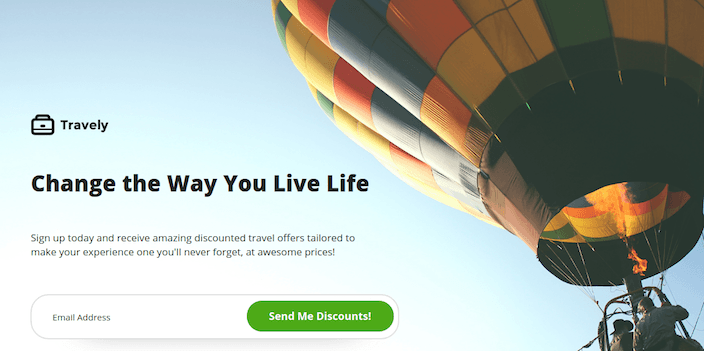 Travely
Change the Way You Live Life
Sign up today and receive amazing discounted travel offers tailored to
make your experience one you'll never forget, at awesome prices!
Email Address
Send Me Discounts!